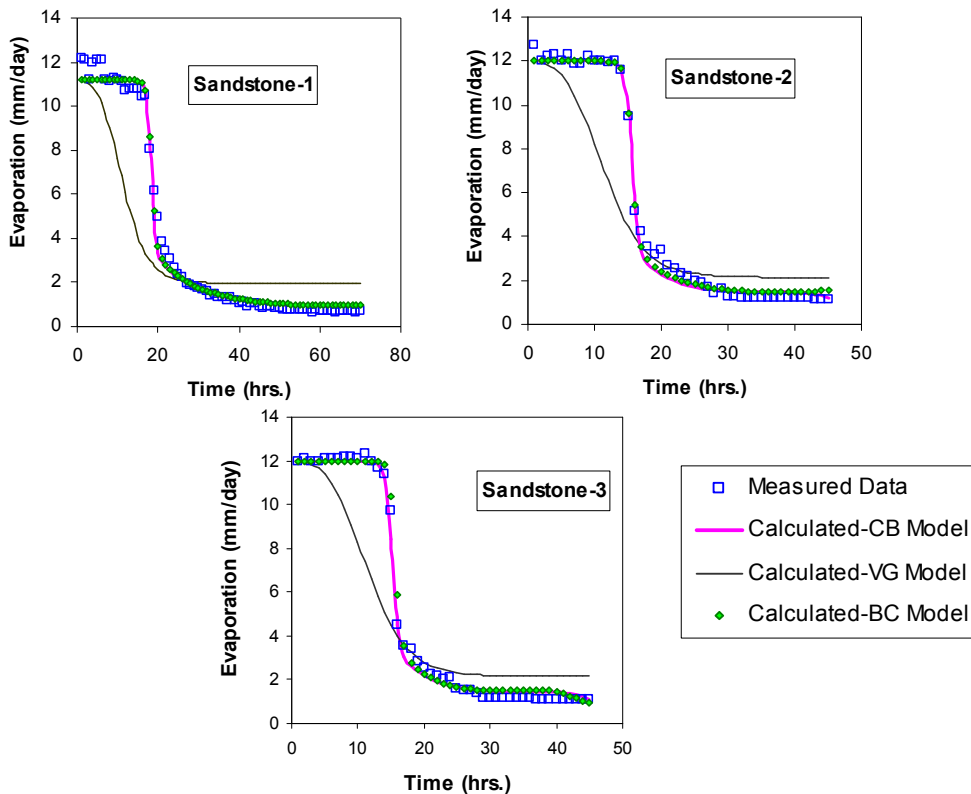 14
12
10
8
6
4
2
0
Evaporation (mm/day)
Sandstone-1
0 20 40 60 80
Time (hrs.)
14
12
10
8
6
4
2
0
Evaporation (mm/day)
Sandstone-2
0 10 20 30 40 50
Time (hrs.)
14
12
10
8
6
4
2
0
Evaporation (mm/day)
Sandstone-3
0 10 20 30 40 50
Time (hrs.)
Measured Data
Calculated-CB Model
Calculated-VG Model
Calculated-BC Model